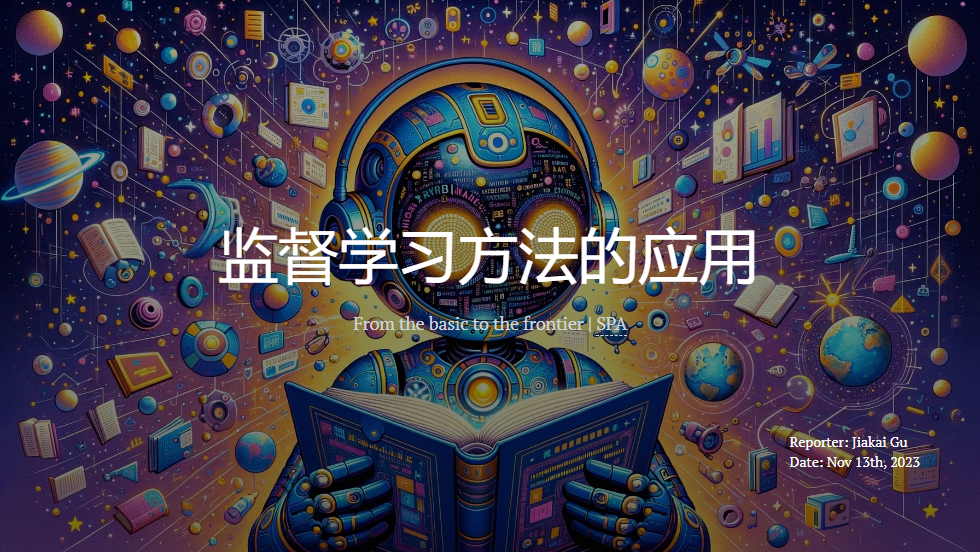 监督学习方法的应用
From the basic to the frontier | SPA
Reporter: Jiakai Gu
Date: Nov 13th, 2023